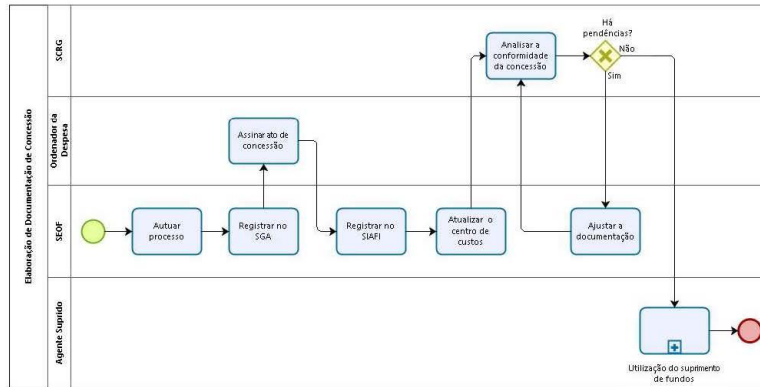 Elaboração de Documentação de Concessão
SCRG
Analisar a
conformidade
da concessão
Há
pendências?
Não
Sim
Ordenador da
Despesa
Assinar ato de
concessão
SEOF
Autuar
processo
Registrar no
SGA
Registrar no
SIAFI
Atualizar o
centro de
custos
Ajustar a
documentação
Agente Suprido
Utilização do suprimento
de fundos